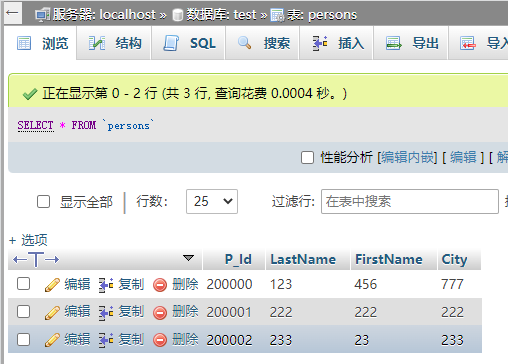 服务器: localhost » 数据库: test » 表: persons
浏览 结构 SQL 搜索 插入 导出 导入
正在显示第 0 - 2 行 (共 3 行, 查询花费 0.0004 秒。)
SELECT * FROM `persons`
性能分析 [编辑内嵌] [ 编辑 ] [ 解
显示全部 行数: 25 过滤行: 在表中搜索
+ 选项
←T→ P_Id LastName FirstName City
编辑 复制 删除 200000 123 456 777
编辑 复制 删除 200001 222 222 222
编辑 复制 删除 200002 233 23 233